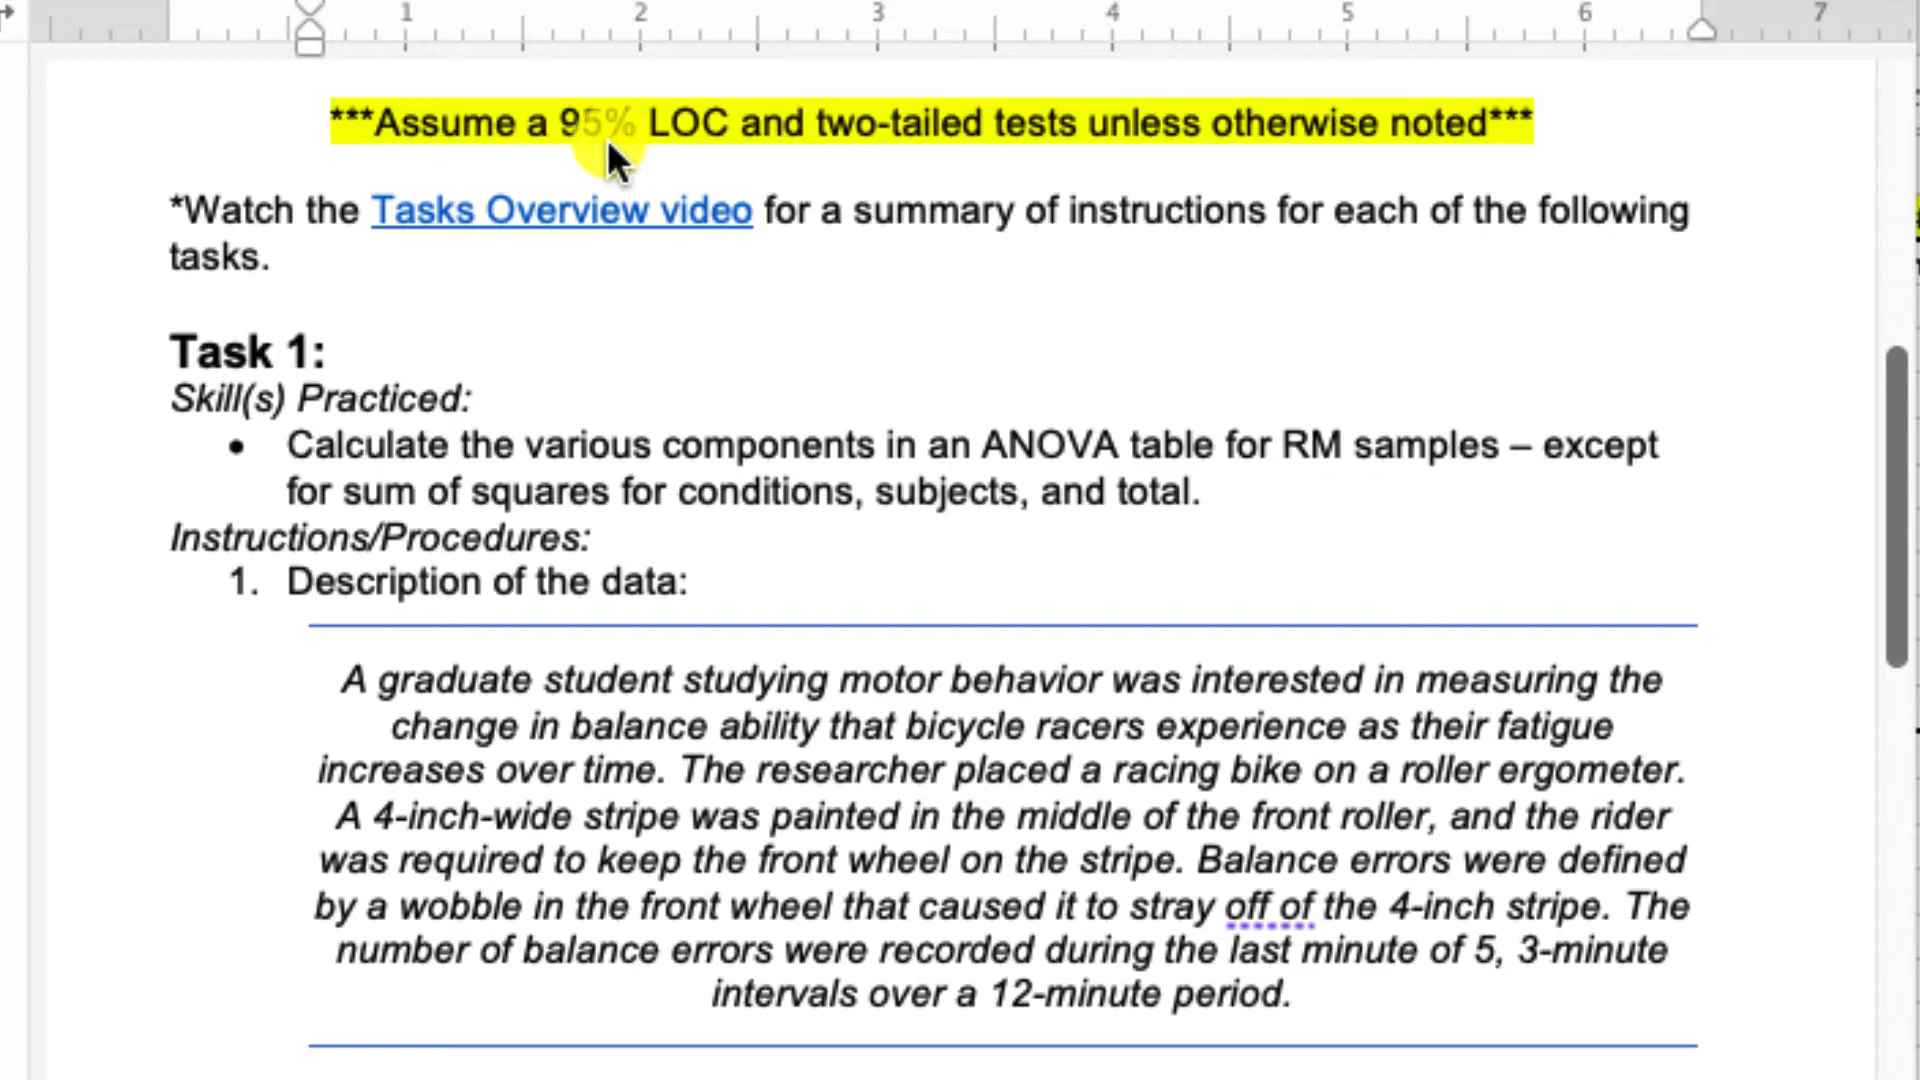 1 2 3 4 5 6 7
***Assume a 95% LOC and two-tailed tests unless otherwise noted***
*Watch the Tasks Overview video for a summary of instructions for each of the following
tasks.
Task 1:
Skill(s) Practiced:
• Calculate the various components in an ANOVA table for RM samples – except
for sum of squares for conditions, subjects, and total.
Instructions/Procedures:
1. Description of the data:
A graduate student studying motor behavior was interested in measuring the
change in balance ability that bicycle racers experience as their fatigue
increases over time. The researcher placed a racing bike on a roller ergometer.
A 4-inch-wide stripe was painted in the middle of the front roller, and the rider
was required to keep the front wheel on the stripe. Balance errors were defined
by a wobble in the front wheel that caused it to stray off of the 4-inch stripe. The
number of balance errors were recorded during the last minute of 5, 3-minute
intervals over a 12-minute period.